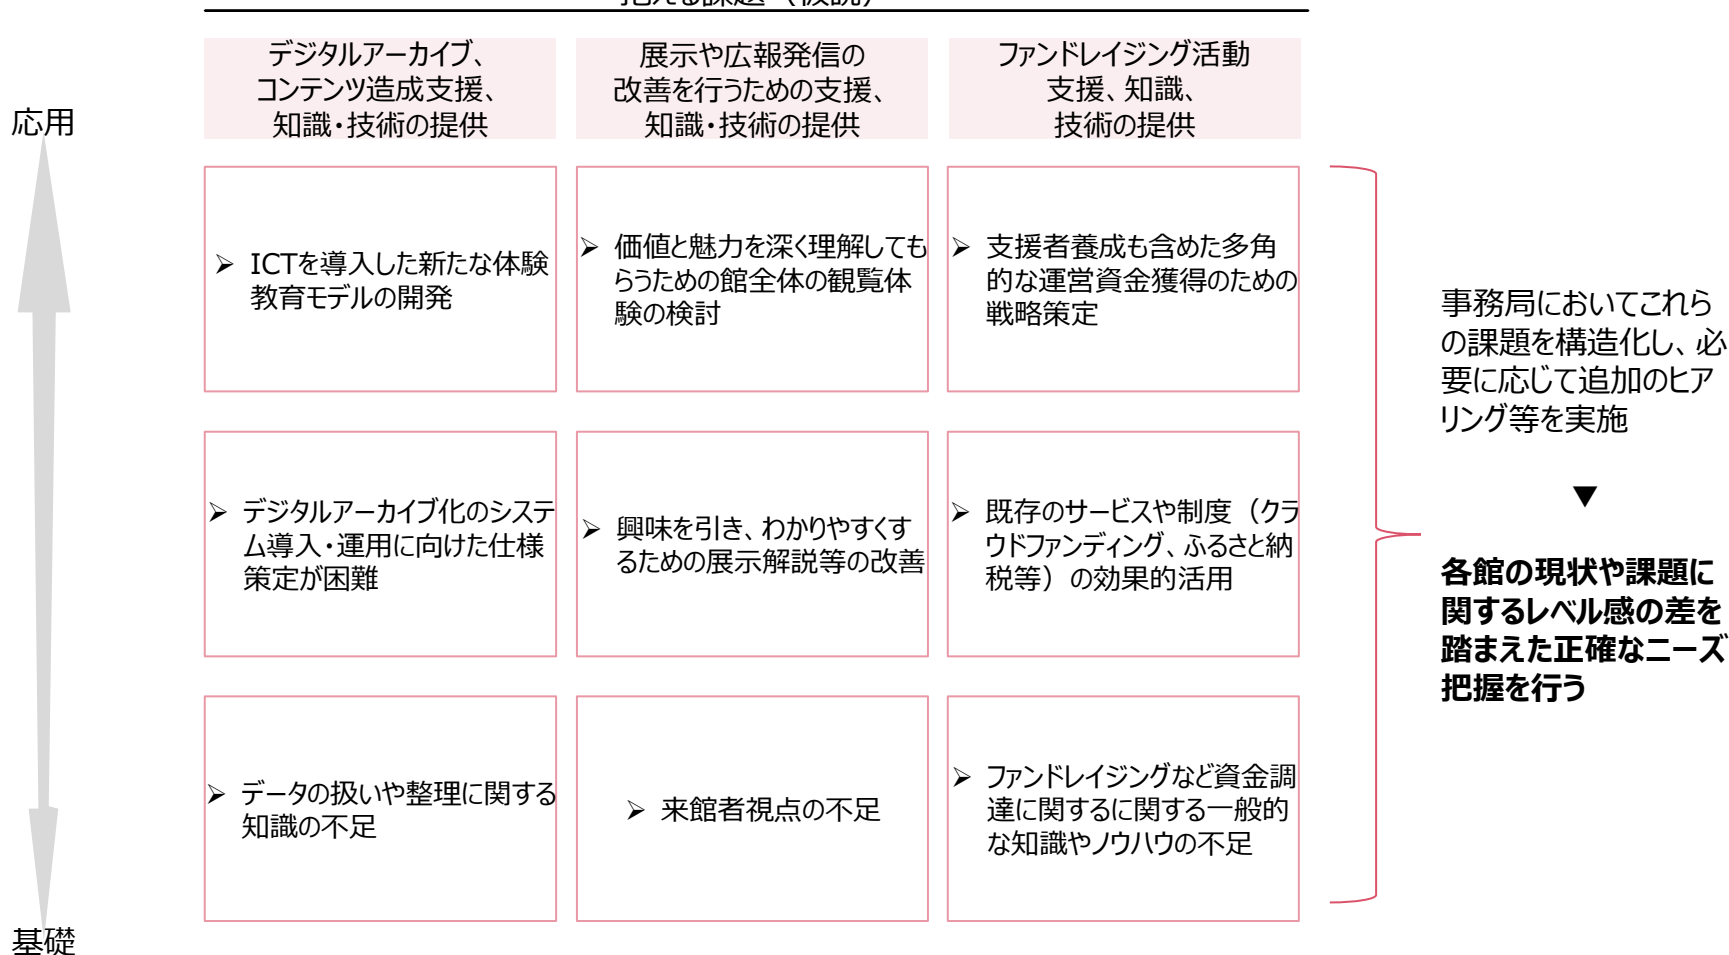 抱える課題（仮説）
デジタルアーカイブ、
コンテンツ造成支援、
知識・技術の提供
展示や広報発信の
改善を行うための支援、
知識・技術の提供
ファンドレイジング活動
支援、知識、
技術の提供
応用
➢ ICTを導入した新たな体験
教育モデルの開発
➢ 価値と魅力を深く理解しても
らうための館全体の観覧体
験の検討
➢ 支援者養成も含めた多角
的な運営資金獲得のための
戦略策定
➢ デジタルアーカイブ化のシステ
ム導入・運用に向けた仕様
策定が困難
➢ 興味を引き、わかりやすくす
るための展示解説等の改善
➢ 既存のサービスや制度（クラ
ウドファンディング、ふるさと納
税等）の効果的活用
➢ データの扱いや整理に関する
知識の不足
➢ 来館者視点の不足
➢ ファンドレイジングなど資金調
達に関するに関する一般的
な知識やノウハウの不足
基礎
事務局においてこれら
の課題を構造化し、必
要に応じて追加のヒア
リング等を実施
▼
各館の現状や課題に
関するレベル感の差を
踏まえた正確なニーズ
把握を行う